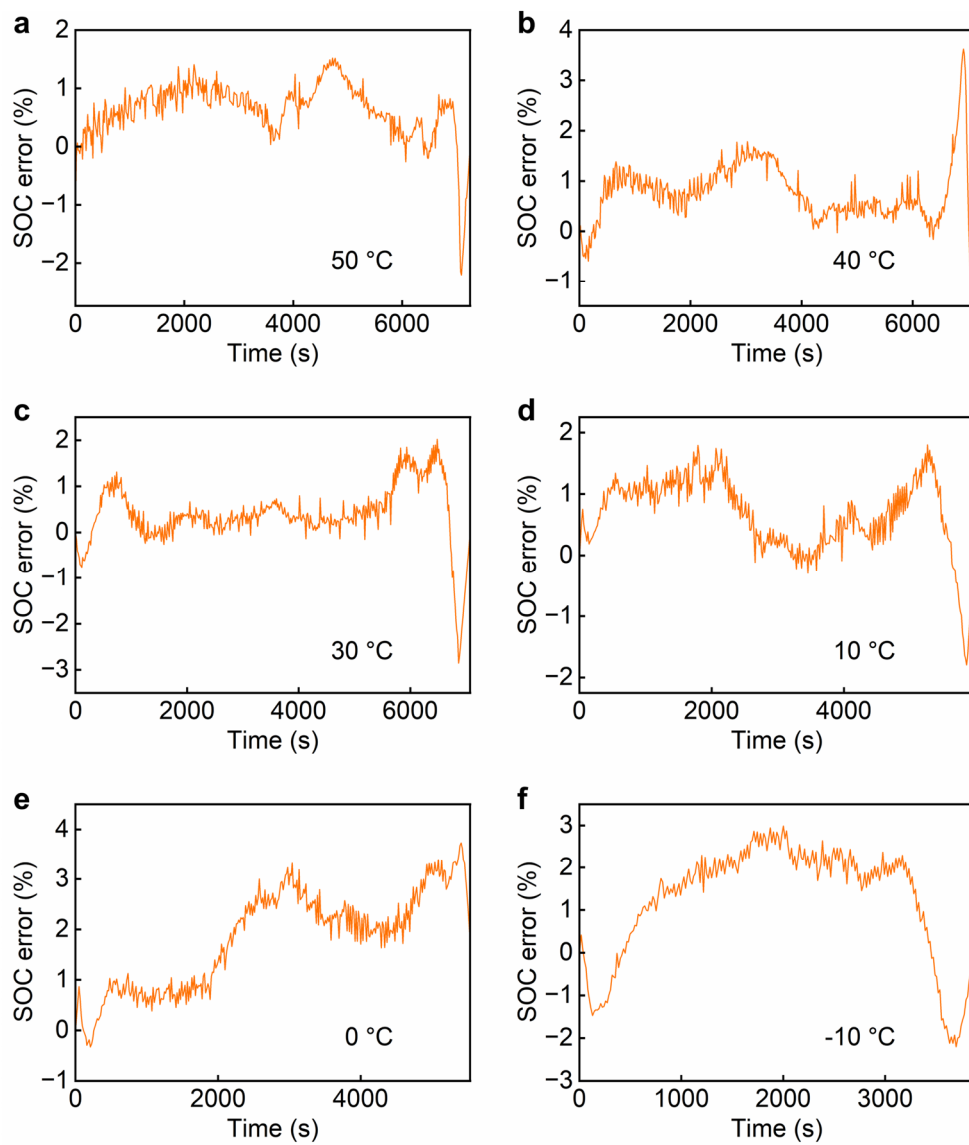 a
2
1
0
−1
−2
SOC error (%)
50 °C
0
2000
4000
6000
Time (s)
b
4
3
2
1
0
−1
SOC error (%)
40 °C
0
2000
4000
6000
Time (s)
c
2
1
0
−1
−2
−3
SOC error (%)
30 °C
0
2000
4000
6000
Time (s)
d
2
1
0
−1
−2
SOC error (%)
10 °C
0
2000
4000
Time (s)
e
4
3
2
1
0
−1
SOC error (%)
0 °C
0
2000
4000
Time (s)
f
3
2
1
0
−1
−2
−3
SOC error (%)
-10 °C
0
1000
2000
3000
Time (s)